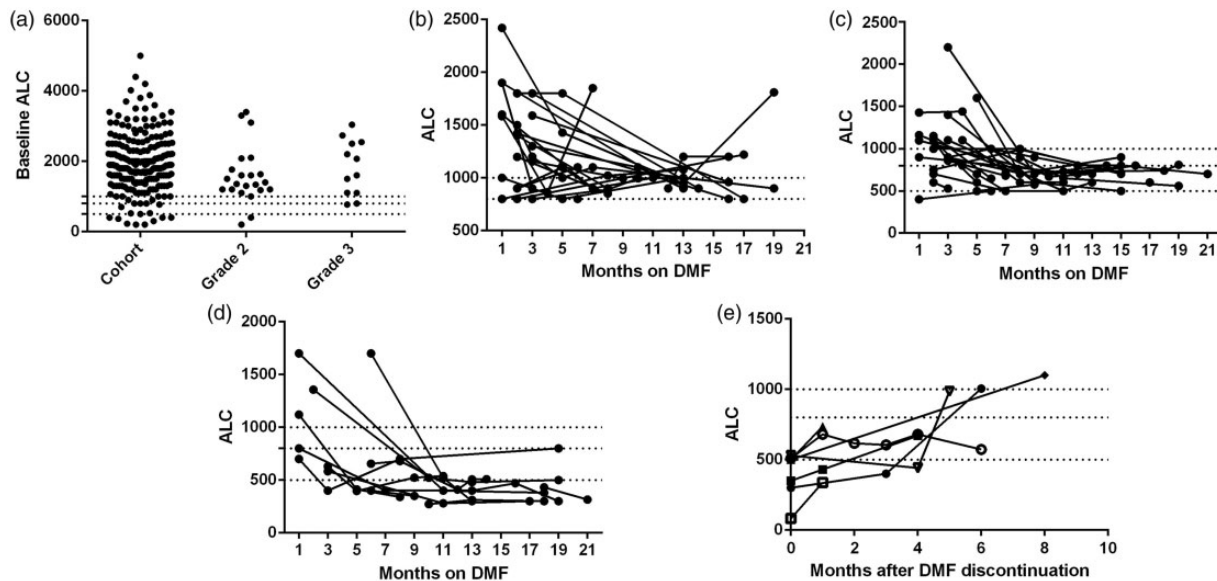 (a)
Baseline ALC
6000
4000
2000
0
Cohort
Grade 2
Grade 3
(b)
ALC
2500
2000
1500
1000
500
1 3 5 7 9 11 13 15 17 19 21
Months on DMF
(c)
ALC
2500
2000
1500
1000
500
0
1 3 5 7 9 11 13 15 17 19 21
Months on DMF
(d)
ALC
2000
1500
1000
500
0
1 3 5 7 9 11 13 15 17 19 21
Months on DMF
(e)
ALC
1500
1000
500
0
0 2 4 6 8 10
Months after DMF discontinuation